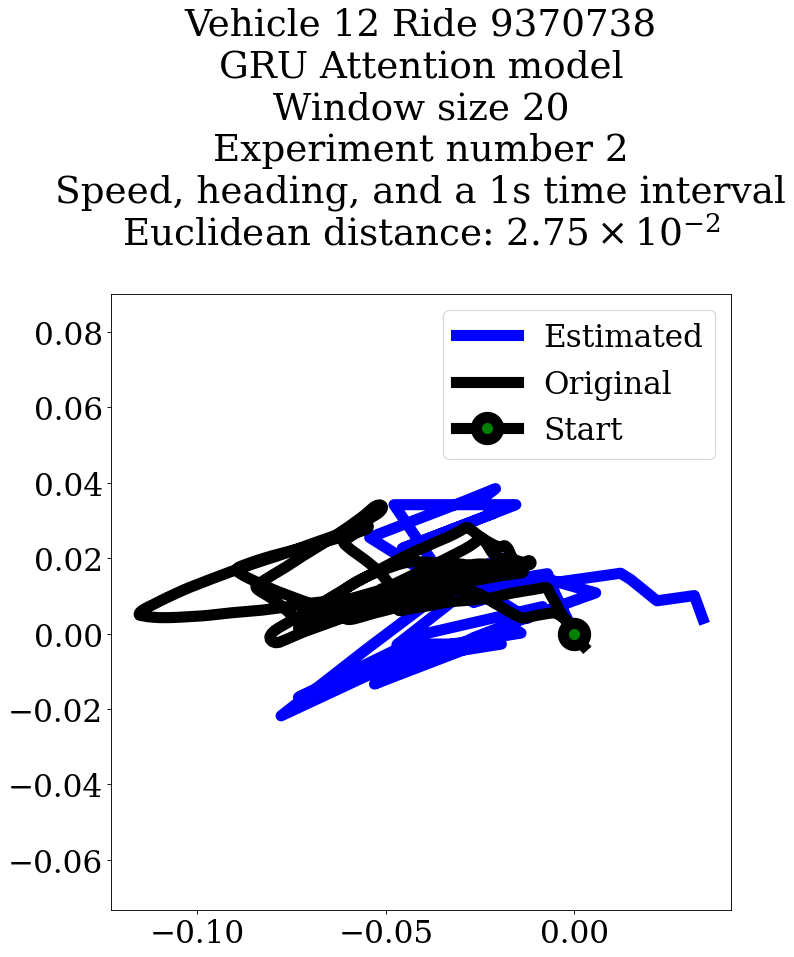 Vehicle 12 Ride 9370738
GRU Attention model
Window size 20
Experiment number 2
Speed, heading, and a 1s time interval
Euclidean distance: 2.75 × 10⁻²
Estimated
Original
Start
0.08
0.06
0.04
0.02
0.00
−0.02
−0.04
−0.06
−0.10
−0.05
0.00